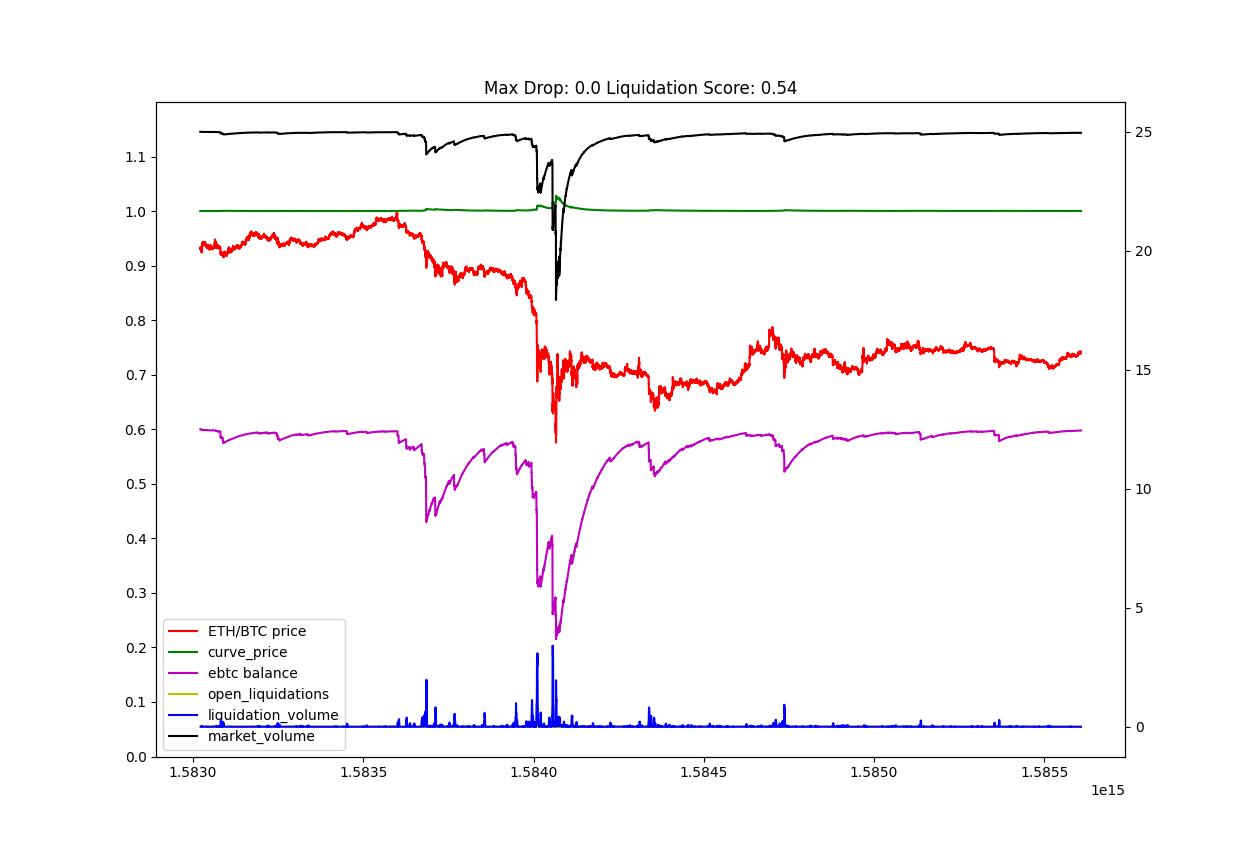 Max Drop: 0.0 Liquidation Score: 0.54
1.1
1.0
0.9
0.8
0.7
0.6
0.5
0.4
0.3
0.2
0.1
0.0
25
20
15
10
5
0
ETH/BTC price
curve_price
ebtc balance
open_liquidations
liquidation_volume
market_volume
1.5830 1.5835 1.5840 1.5845 1.5850 1.5855
1e15